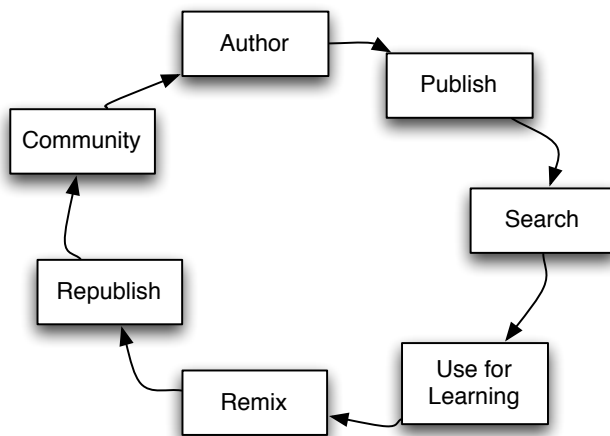 Author
Publish
Search
Use for
Learning
Remix
Republish
Community